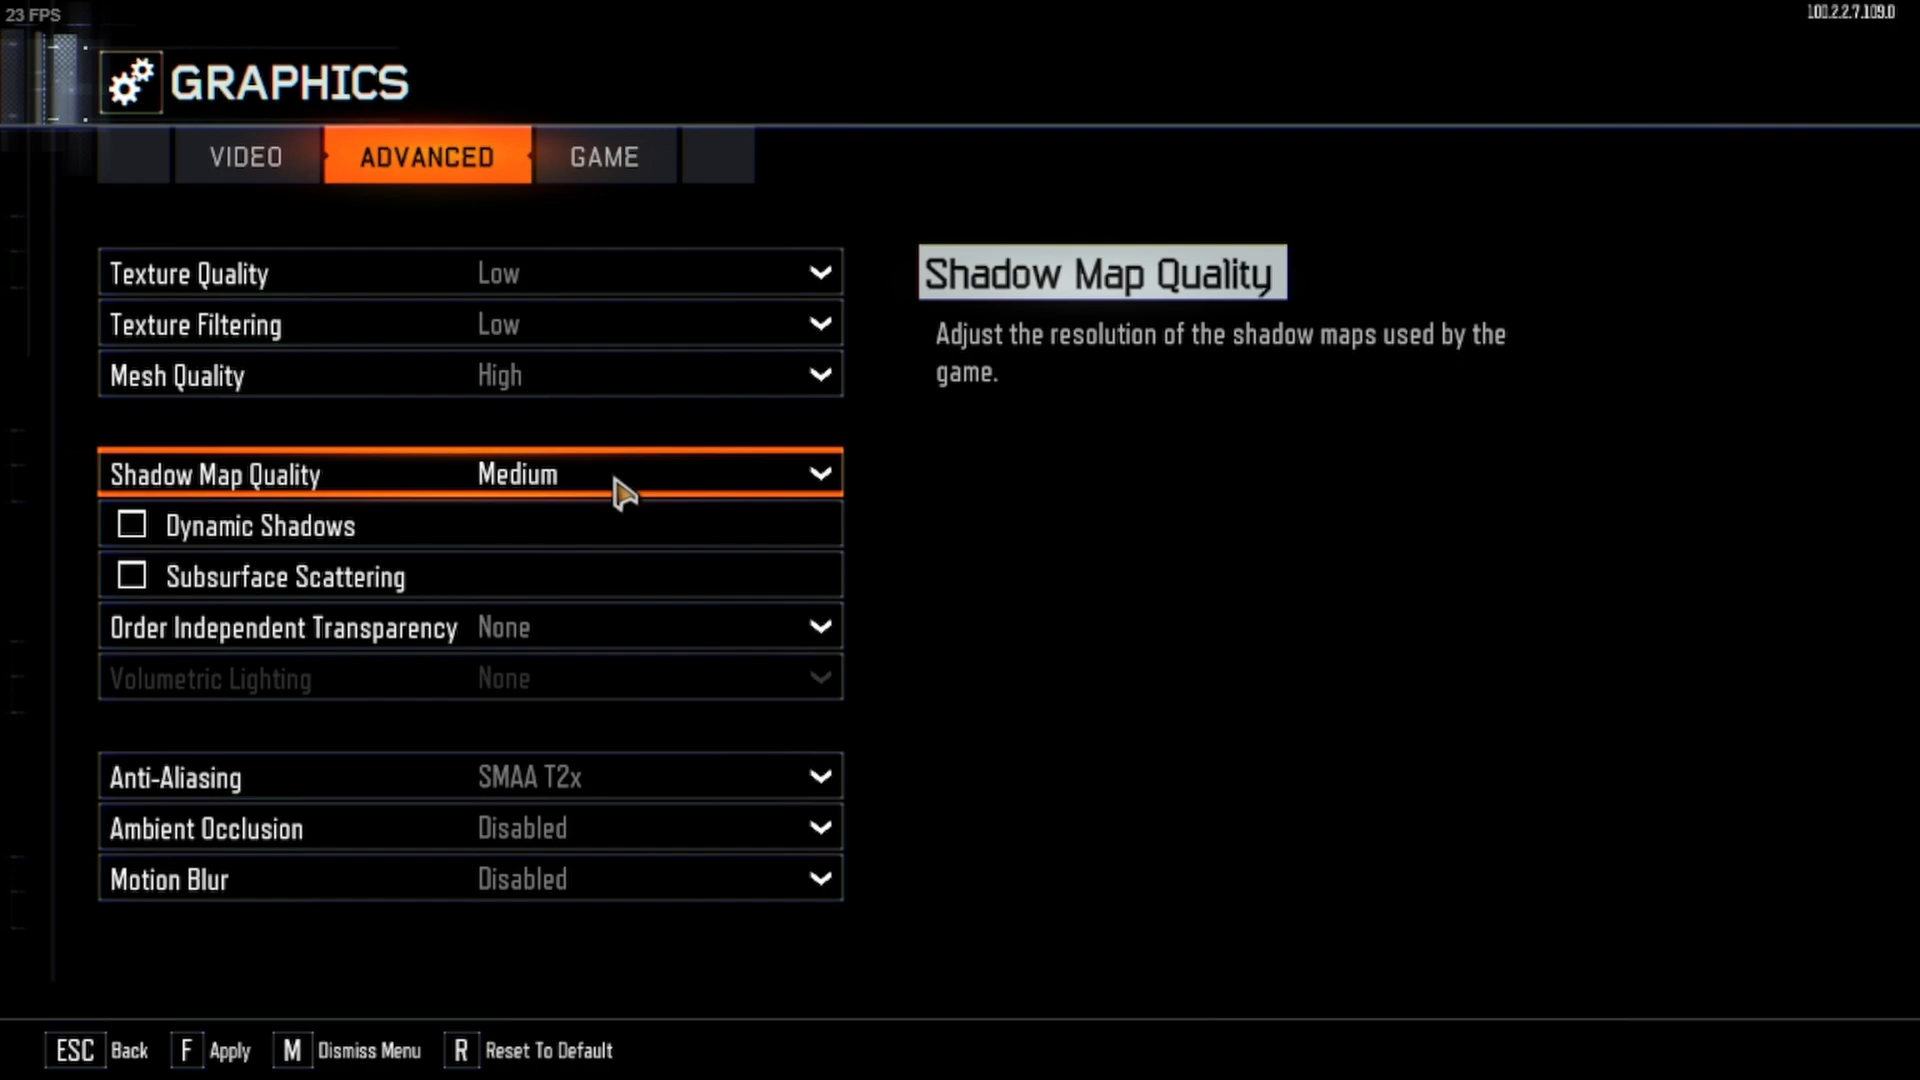 23 FPS
100.2.2.7.109.0
GRAPHICS
VIDEO
ADVANCED
GAME
Texture Quality Low
Texture Filtering Low
Mesh Quality High
Shadow Map Quality Medium
Dynamic Shadows
Subsurface Scattering
Order Independent Transparency None
Volumetric Lighting None
Anti-Aliasing SMAA T2x
Ambient Occlusion Disabled
Motion Blur Disabled
Shadow Map Quality
Adjust the resolution of the shadow maps used by the
game.
ESC Back F Apply M Dismiss Menu R Reset To Default